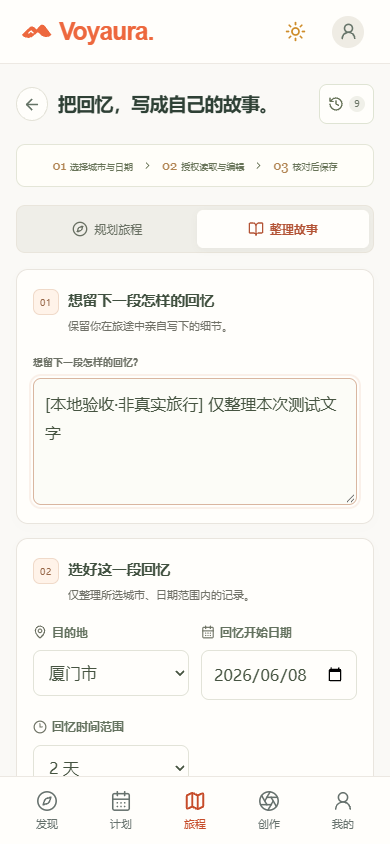 Voyaura.
把回忆，写成自己的故事。
9
01 选择城市与日期 > 02 授权读取与编辑 > 03 核对后保存
规划旅程
整理故事
01 想留下一段怎样的回忆
保留你在旅途中亲自写下的细节。
想留下一段怎样的回忆?
[本地验收·非真实旅行] 仅整理本次测试文
字
02 选好这一段回忆
仅整理所选城市、日期范围内的记录。
目的地
回忆开始日期
厦门市
2026/06/08
回忆时间范围
2 天
发现 计划 旅程 创作 我的